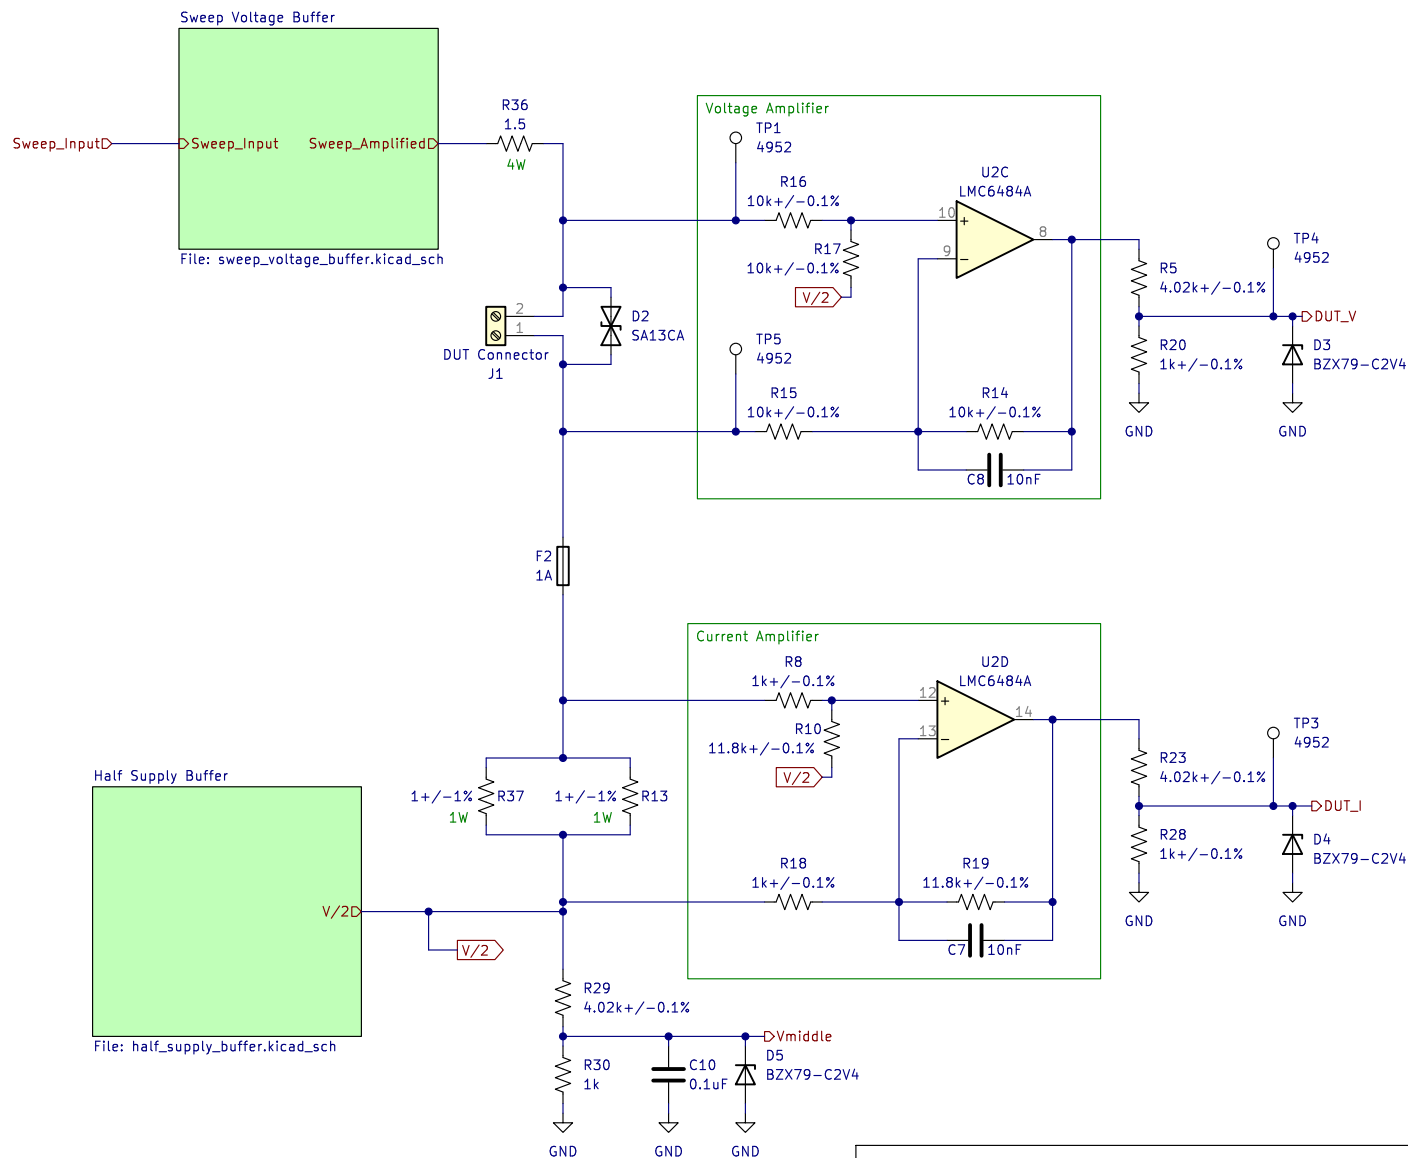 Sweep Voltage Buffer
Sweep_Input
Sweep_Input
Sweep_Amplified
File: sweep_voltage_buffer.kicad_sch
R36
1.5
4W
Voltage Amplifier
TP1
4952
R16
10k+/-0.1%
R17
10k+/-0.1%
V/2
U2C
LMC6484A
10
9
8
TP4
4952
R5
4.02k+/-0.1%
DUT_V
R20
1k+/-0.1%
D3
BZX79-C2V4
GND
GND
2
1
DUT Connector
J1
D2
SA13CA
TP5
4952
R15
10k+/-0.1%
R14
10k+/-0.1%
C8
10nF
F2
1A
Current Amplifier
R8
1k+/-0.1%
R10
11.8k+/-0.1%
V/2
U2D
LMC6484A
12
13
14
TP3
4952
R23
4.02k+/-0.1%
DUT_I
R28
1k+/-0.1%
D4
BZX79-C2V4
GND
GND
Half Supply Buffer
V/2
File: half_supply_buffer.kicad_sch
V/2
1+/-1%
R37
1W
1+/-1%
R13
1W
R18
1k+/-0.1%
R19
11.8k+/-0.1%
C7
10nF
R29
4.02k+/-0.1%
Vmiddle
R30
1k
C10
0.1uF
D5
BZX79-C2V4
GND
GND
GND